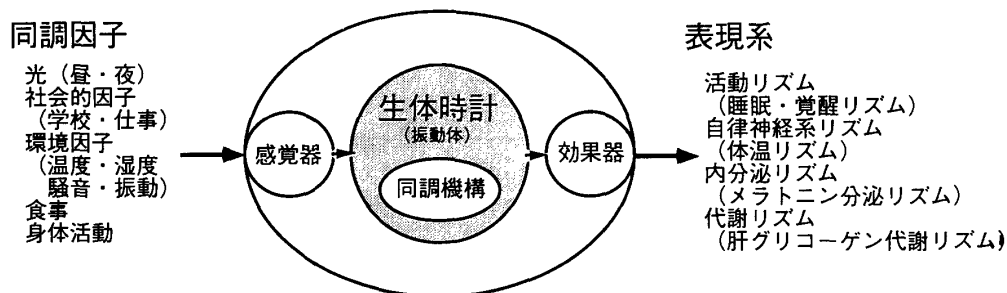 同調因子
光（昼・夜）
社会的因子
（学校・仕事）
環境因子
（温度・湿度
騒音・振動）
食事
身体活動
感覚器
生体時計
（振動体）
同調機構
効果器
表現系
活動リズム
（睡眠・覚醒リズム）
自律神経系リズム
（体温リズム）
内分泌リズム
（メラトニン分泌リズム）
代謝リズム
（肝グリコーゲン代謝リズム）